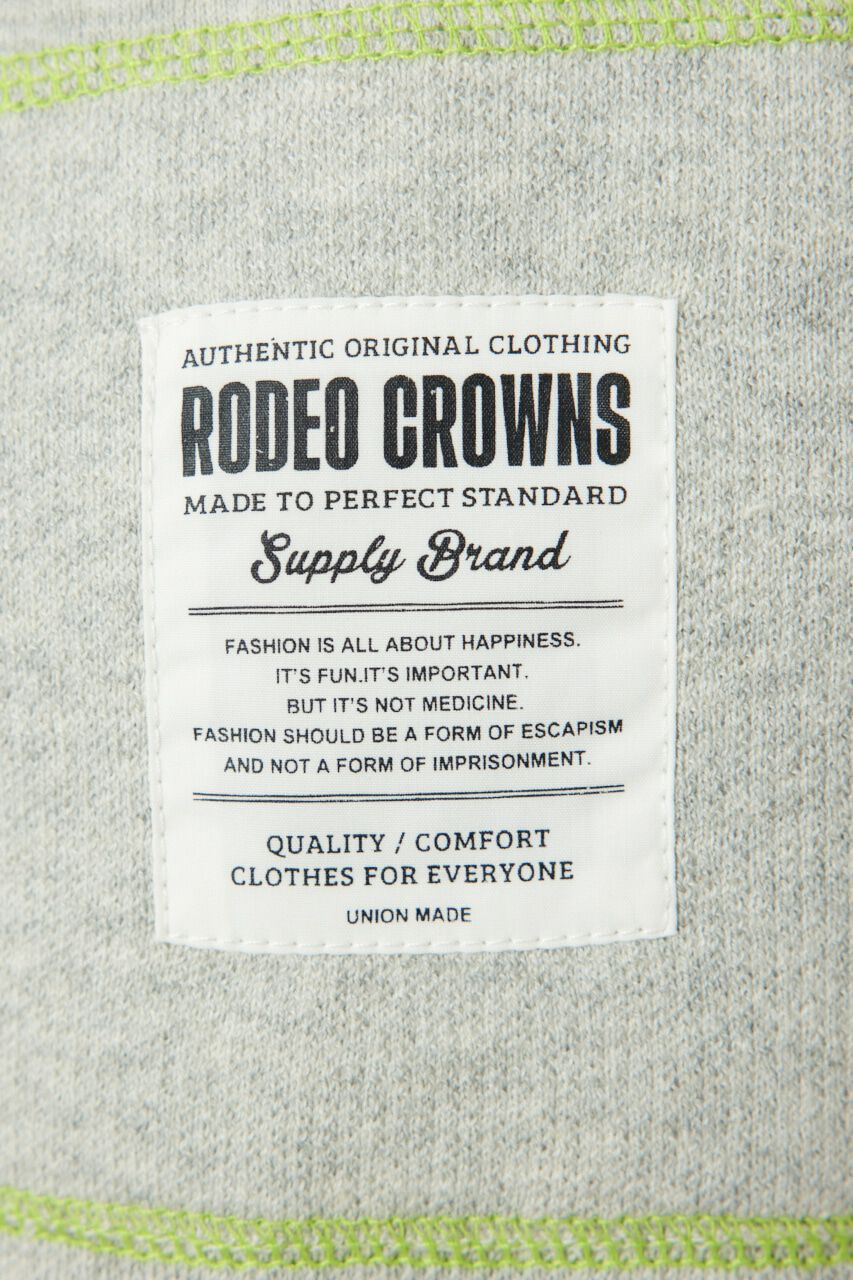 AUTHENTIC ORIGINAL CLOTHING
RODEO CROWNS
MADE TO PERFECT STANDARD
Supply Brand
FASHION IS ALL ABOUT HAPPINESS.
IT'S FUN.IT'S IMPORTANT.
BUT IT'S NOT MEDICINE.
FASHION SHOULD BE A FORM OF ESCAPISM
AND NOT A FORM OF IMPRISONMENT.
QUALITY / COMFORT
CLOTHES FOR EVERYONE
UNION MADE